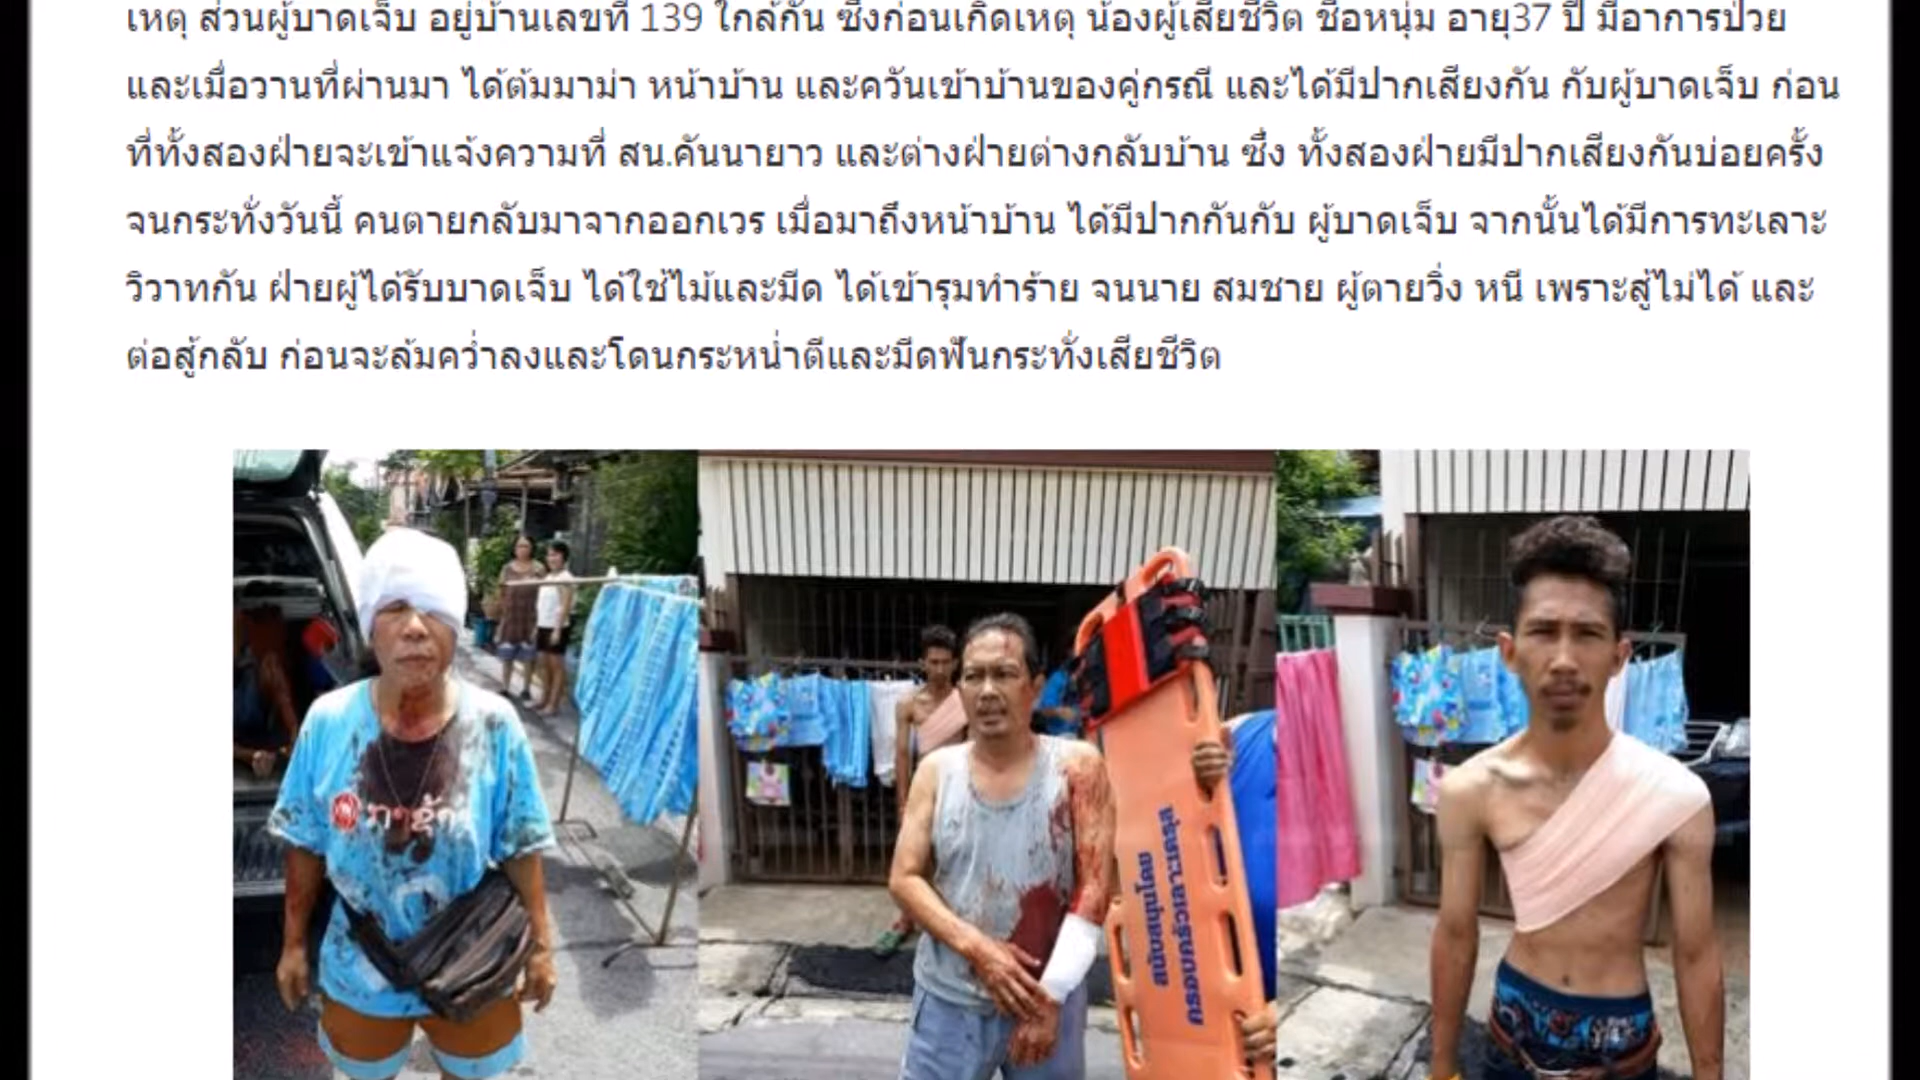 เหตุ ส่วนผู้บาดเจ็บ อยู่บ้านเลขที่ 139 ใกล้กัน ซึ่งก่อนเกิดเหตุ น้องผู้เสียชีวิต ชื่อหนุ่ม อายุ37 ปี มีอาการป่วย
และเมื่อวานที่ผ่านมา ได้ต้มมาม่า หน้าบ้าน และควันเข้าบ้านของคู่กรณี และได้มีปากเสียงกัน กับผู้บาดเจ็บ ก่อน
ที่ทั้งสองฝ่ายจะเข้าแจ้งความที่ สน.คันนายาว และต่างฝ่ายต่างกลับบ้าน ซึ่ง ทั้งสองฝ่ายมีปากเสียงกันบ่อยครั้ง
จนกระทั่งวันนี้ คนตายกลับมาจากออกเวร เมื่อมาถึงหน้าบ้าน ได้มีปากกันกับ ผู้บาดเจ็บ จากนั้นได้มีการทะเลาะ
วิวาทกัน ฝ่ายผู้ได้รับบาดเจ็บ ได้ใช้ไม้และมีด ได้เข้ารุมทำร้าย จนนาย สมชาย ผู้ตายวิ่ง หนี เพราะสู้ไม่ได้ และ
ต่อสู้กลับ ก่อนจะล้มคว่ำลงและโดนกระหน่ำตีและมีดฟันกระทั่งเสียชีวิต
กาชาด
สนับสนุนโดย